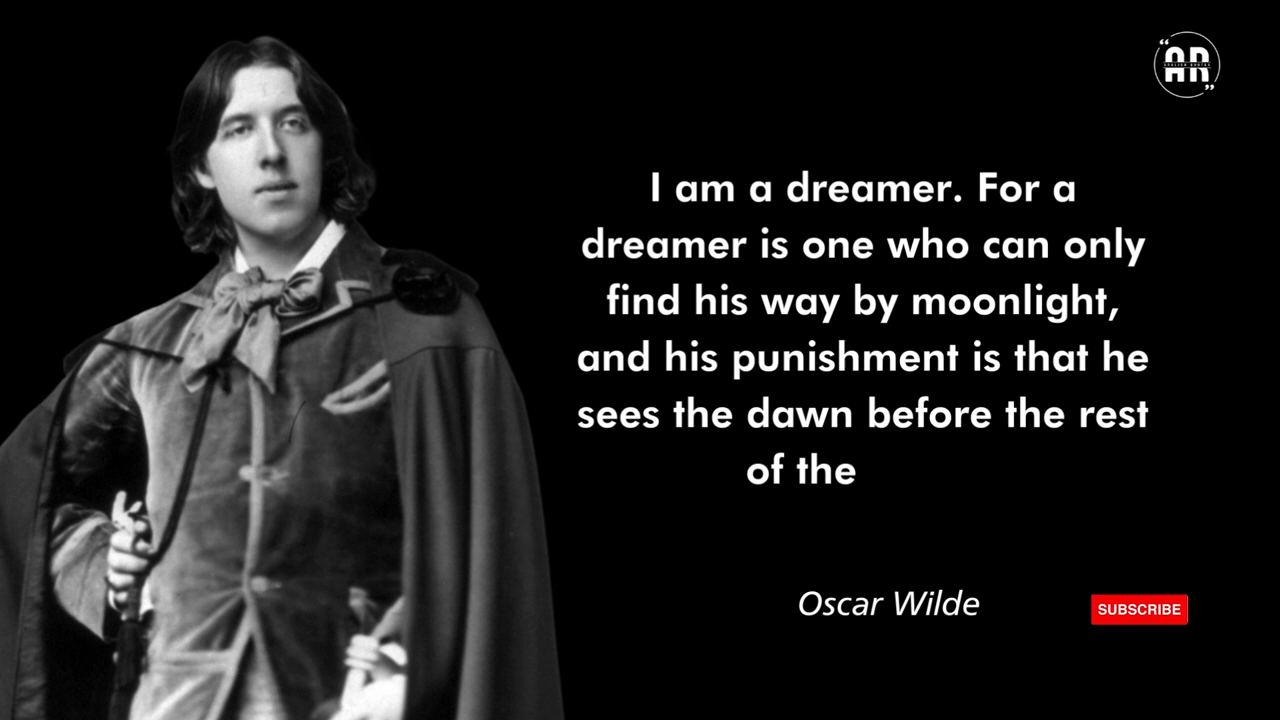 AR
I am a dreamer. For a
dreamer is one who can only
find his way by moonlight,
and his punishment is that he
sees the dawn before the rest
of the
Oscar Wilde
SUBSCRIBE